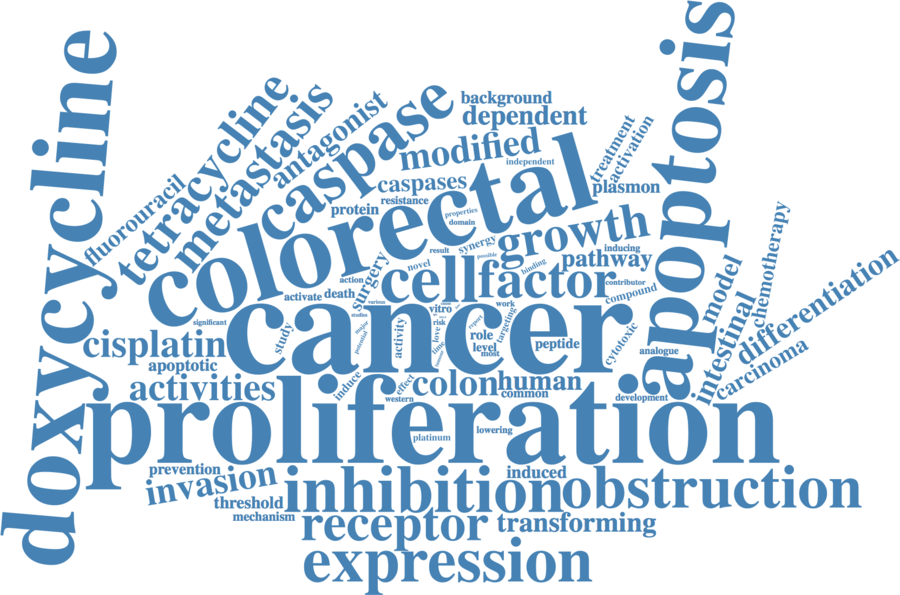 doxycycline
apoptosis
background
dependent
tetracycline
metastasis
antagonist
caspase
modified
independent
treatment
activation
fluorouracil
caspases
plasmon
resistance
protein
properties
domain
colorectal
growth
synergy
result
possible
inducing
pathway
novel
binding
surgery
action
cell
factor
contributor
compound
activate
death
various
studies
model
chemotherapy
intestinal
differentiation
carcinoma
significant
vitro
work
report
targeting
risk
major
potential
study
activity
love
time
role
level
most
cancer
peptide
cytotoxic
analogue
cisplatin
apoptotic
activities
induce
effect
western
colon
human
common
development
proliferation
platinum
lowering
prevention
invasion
threshold
mechanism
inhibition
induced
obstruction
receptor
transforming
expression